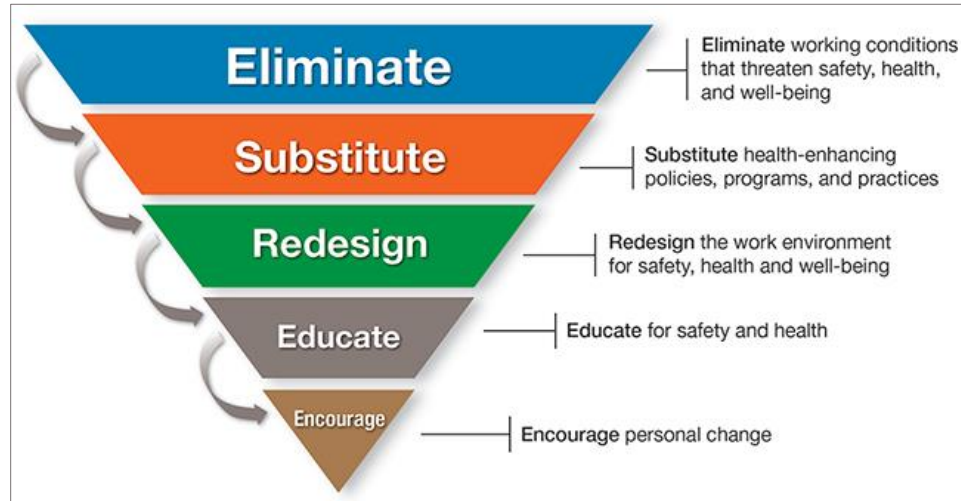 Eliminate
Eliminate working conditions
that threaten safety, health,
and well-being
Substitute
Substitute health-enhancing
policies, programs, and practices
Redesign
Redesign the work environment
for safety, health and well-being
Educate
Educate for safety and health
Encourage
Encourage personal change